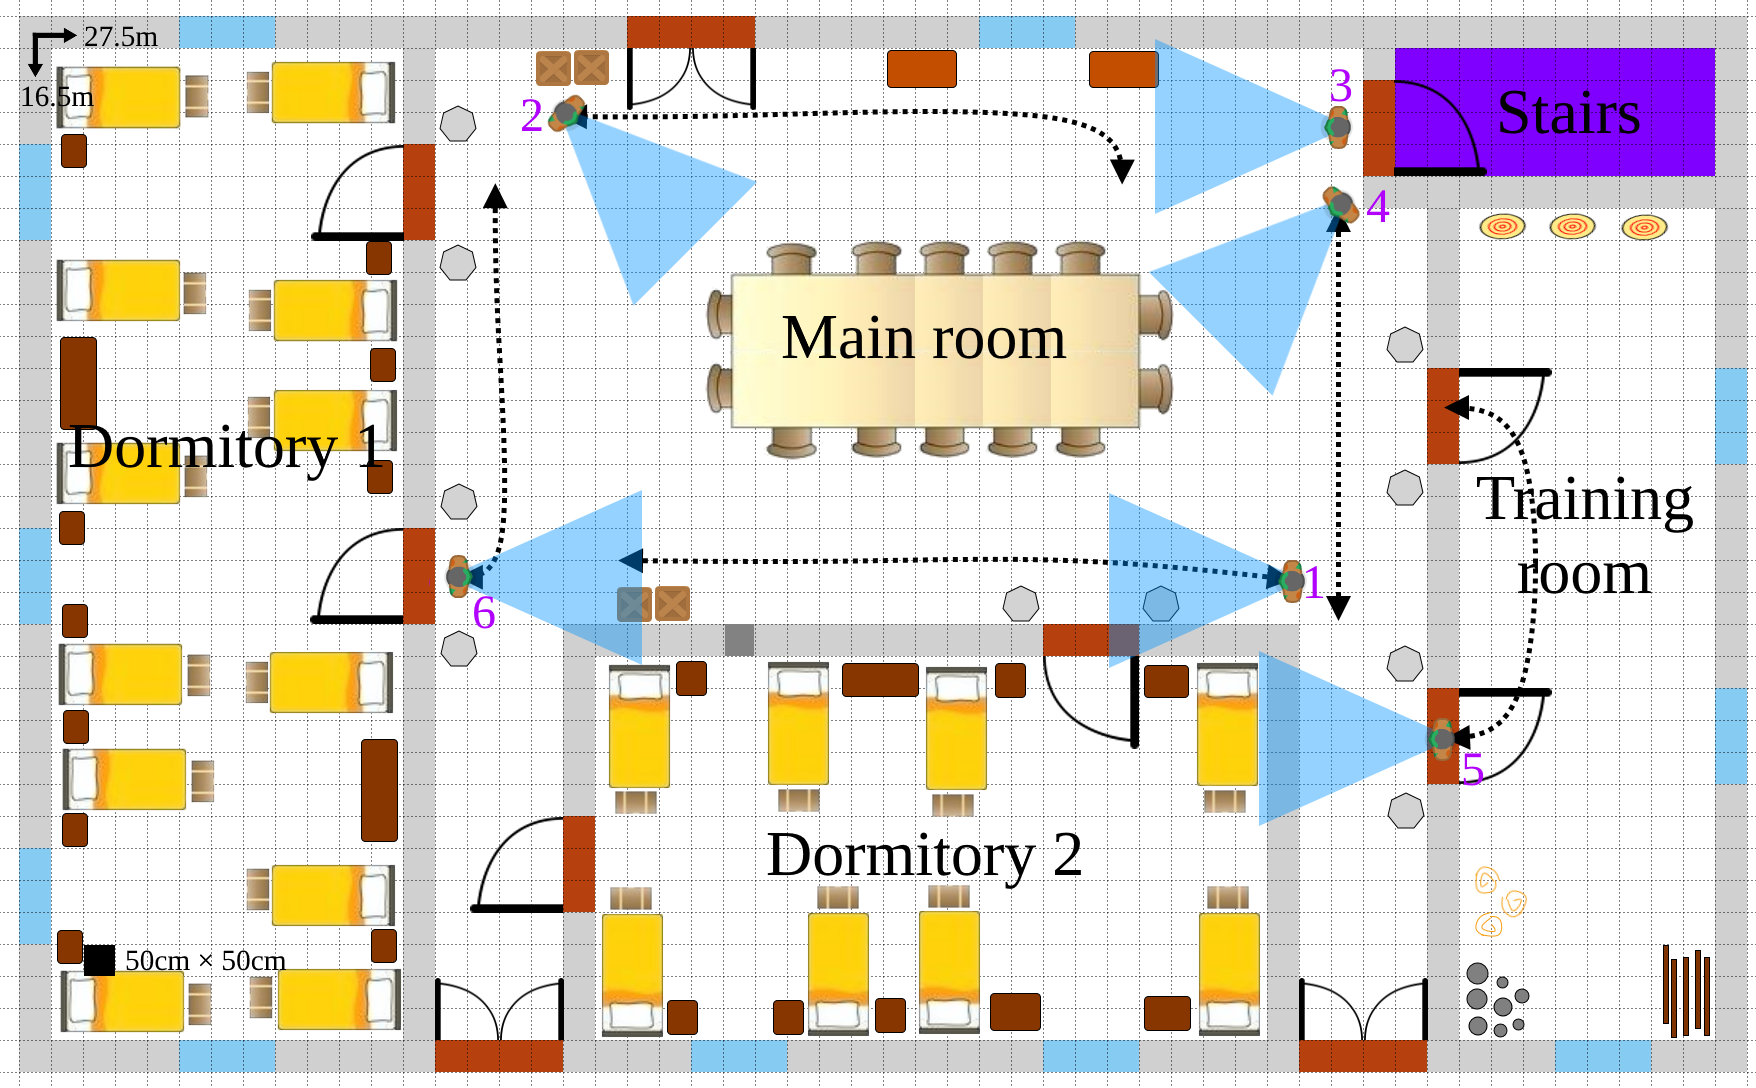 27.5m
16.5m
3
Stairs
2
4
Main room
Dormitory 1
Training
room
1
6
5
Dormitory 2
50cm × 50cm